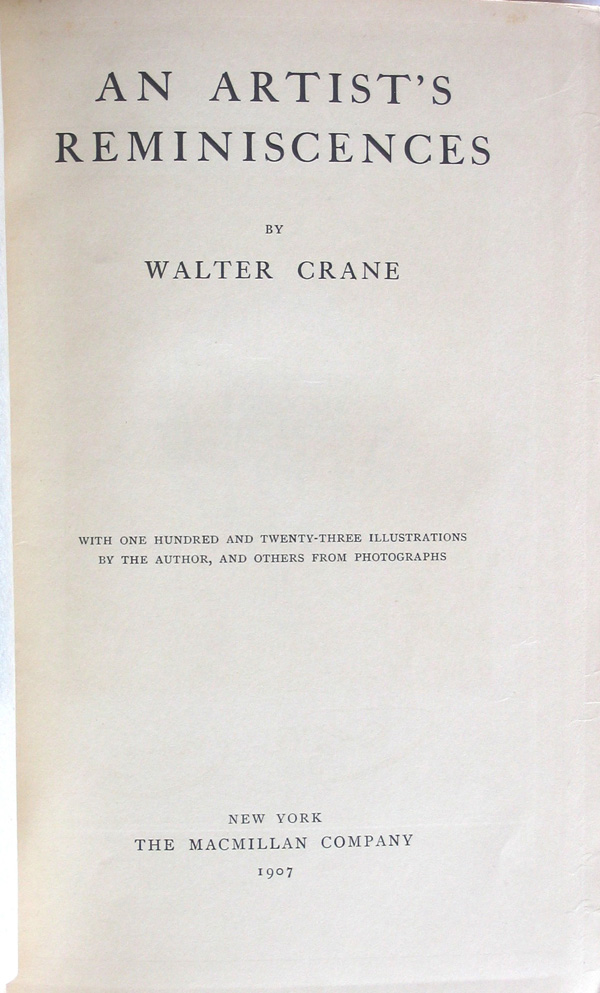 AN ARTIST'S
REMINISCENCES
BY
WALTER CRANE
WITH ONE HUNDRED AND TWENTY-THREE ILLUSTRATIONS
BY THE AUTHOR, AND OTHERS FROM PHOTOGRAPHS
NEW YORK
THE MACMILLAN COMPANY
1907